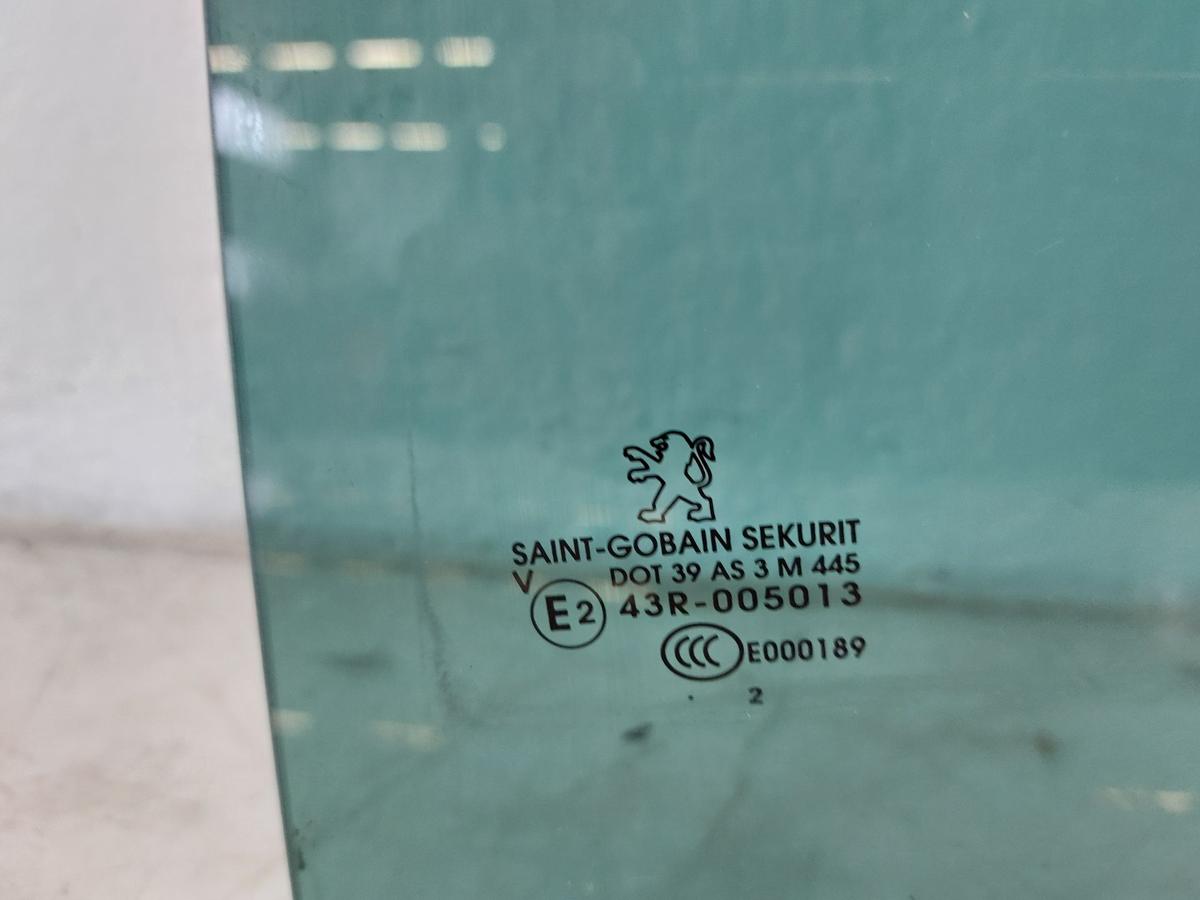 SAINT-GOBAIN SEKURIT
V DOT 39 AS 3 M 445
E2 43R-005013
CCC E000189
. 2